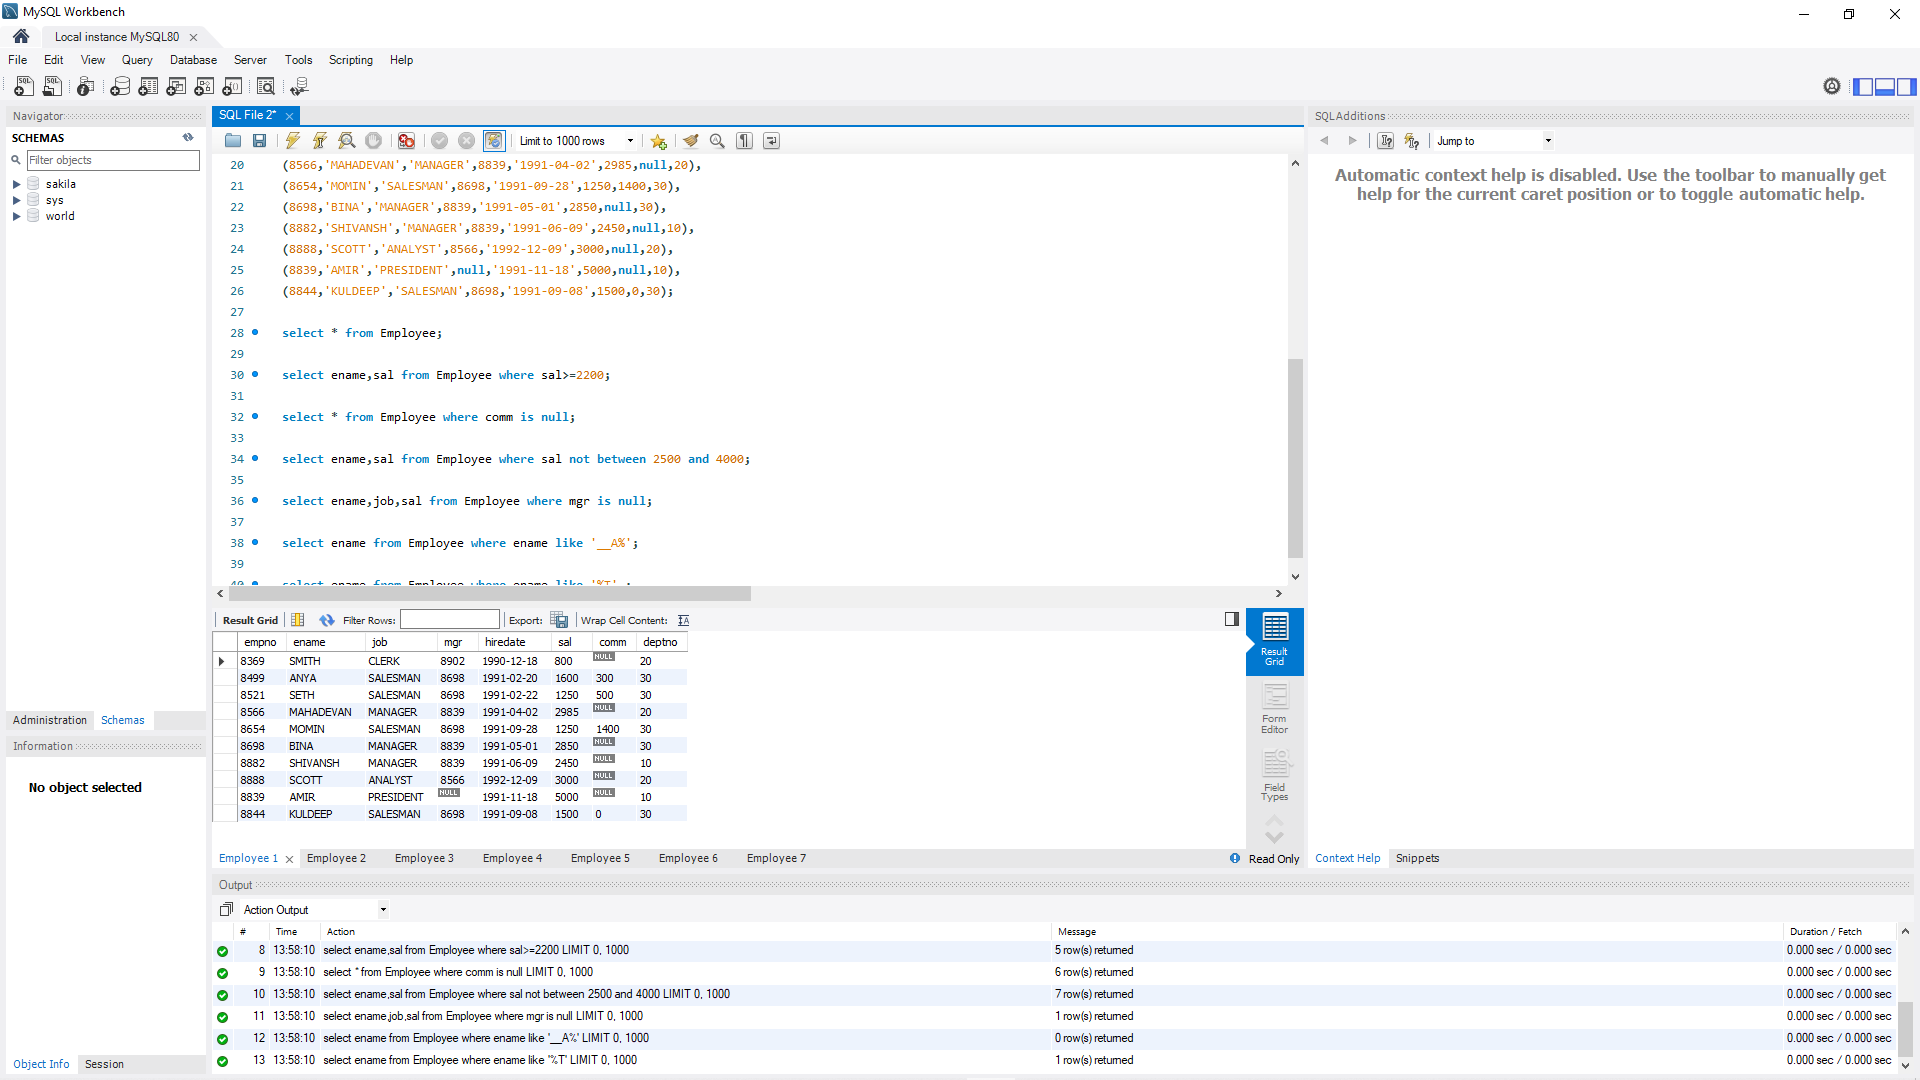 MySQL Workbench
Local instance MySQL80
File Edit View Query Database Server Tools Scripting Help
Navigator
SCHEMAS
Filter objects
sakila
sys
world
Administration Schemas
Information
No object selected
Object Info Session
SQL File 2*
Limit to 1000 rows
20 (8566,'MAHADEVAN','MANAGER',8839,'1991-04-02',2985,null,20),
21 (8654,'MOMIN','SALESMAN',8698,'1991-09-28',1250,1400,30),
22 (8698,'BINA','MANAGER',8839,'1991-05-01',2850,null,30),
23 (8882,'SHIVANSH','MANAGER',8839,'1991-06-09',2450,null,10),
24 (8888,'SCOTT','ANALYST',8566,'1992-12-09',3000,null,20),
25 (8839,'AMIR','PRESIDENT',null,'1991-11-18',5000,null,10),
26 (8844,'KULDEEP','SALESMAN',8698,'1991-09-08',1500,0,30);
27
28 select * from Employee;
29
30 select ename,sal from Employee where sal>=2200;
31
32 select * from Employee where comm is null;
33
34 select ename,sal from Employee where sal not between 2500 and 4000;
35
36 select ename,job,sal from Employee where mgr is null;
37
38 select ename from Employee where ename like '__A%';
39
40 select ename from Employee where ename like '%T' ;
Result Grid Filter Rows: Export: Wrap Cell Content:
empno ename job mgr hiredate sal comm deptno
8369 SMITH CLERK 8902 1990-12-18 800 NULL 20
8499 ANYA SALESMAN 8698 1991-02-20 1600 300 30
8521 SETH SALESMAN 8698 1991-02-22 1250 500 30
8566 MAHADEVAN MANAGER 8839 1991-04-02 2985 NULL 20
8654 MOMIN SALESMAN 8698 1991-09-28 1250 1400 30
8698 BINA MANAGER 8839 1991-05-01 2850 NULL 30
8882 SHIVANSH MANAGER 8839 1991-06-09 2450 NULL 10
8888 SCOTT ANALYST 8566 1992-12-09 3000 NULL 20
8839 AMIR PRESIDENT NULL 1991-11-18 5000 NULL 10
8844 KULDEEP SALESMAN 8698 1991-09-08 1500 0 30
Result Grid
Form Editor
Field Types
Employee 1 Employee 2 Employee 3 Employee 4 Employee 5 Employee 6 Employee 7
Read Only
SQLAdditions
Jump to
Automatic context help is disabled. Use the toolbar to manually get
help for the current caret position or to toggle automatic help.
Context Help Snippets
Output
Action Output
# Time Action Message Duration / Fetch
8 13:58:10 select ename,sal from Employee where sal>=2200 LIMIT 0, 1000 5 row(s) returned 0.000 sec / 0.000 sec
9 13:58:10 select * from Employee where comm is null LIMIT 0, 1000 6 row(s) returned 0.000 sec / 0.000 sec
10 13:58:10 select ename,sal from Employee where sal not between 2500 and 4000 LIMIT 0, 1000 7 row(s) returned 0.000 sec / 0.000 sec
11 13:58:10 select ename,job,sal from Employee where mgr is null LIMIT 0, 1000 1 row(s) returned 0.000 sec / 0.000 sec
12 13:58:10 select ename from Employee where ename like '__A%' LIMIT 0, 1000 0 row(s) returned 0.000 sec / 0.000 sec
13 13:58:10 select ename from Employee where ename like '%T' LIMIT 0, 1000 1 row(s) returned 0.000 sec / 0.000 sec